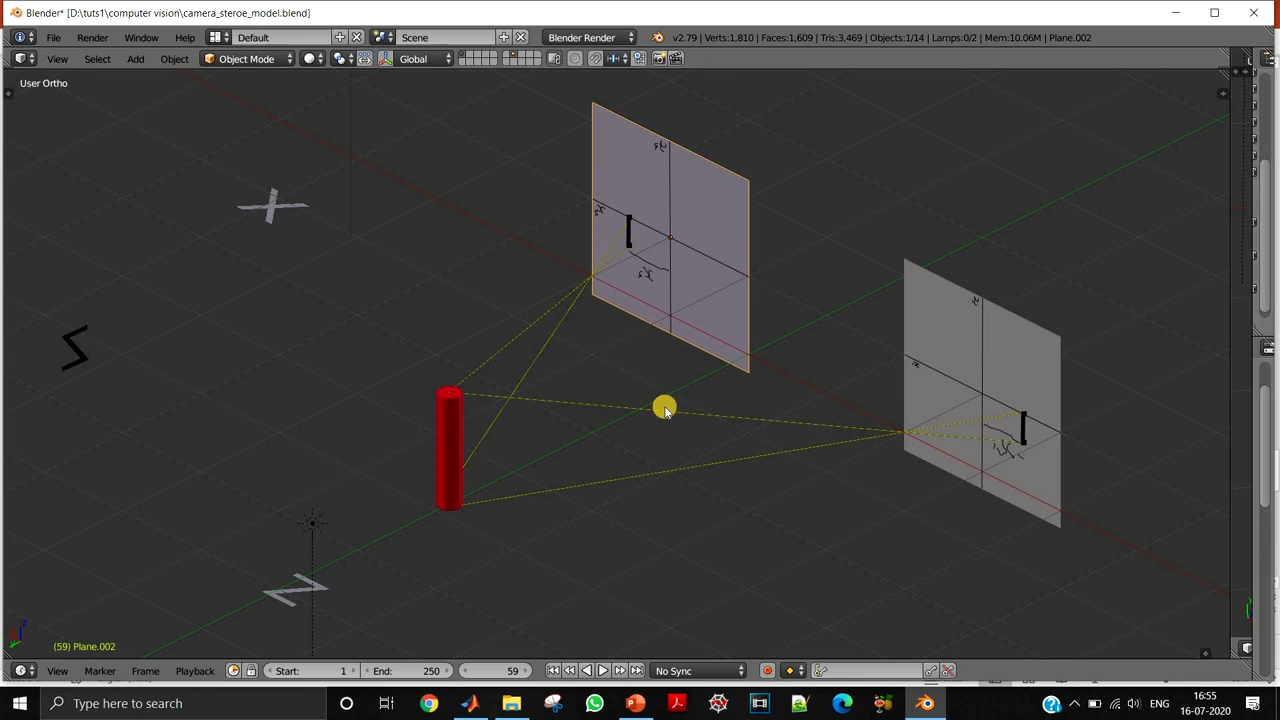 Blender* [D:\tuts1\computer vision\camera_steroe_model.blend]
File Render Window Help Default Scene Blender Render v2.79 | Verts:1,810 | Faces:1,609 | Tris:3,469 | Objects:1/14 | Lamps:0/2 | Mem:10.06M | Plane.002
View Select Add Object Object Mode Global
User Ortho
X
Z
(59) Plane.002
View Marker Frame Playback Start: 1 End: 250 59 No Sync
Type here to search
ENG
16:55
16-07-2020